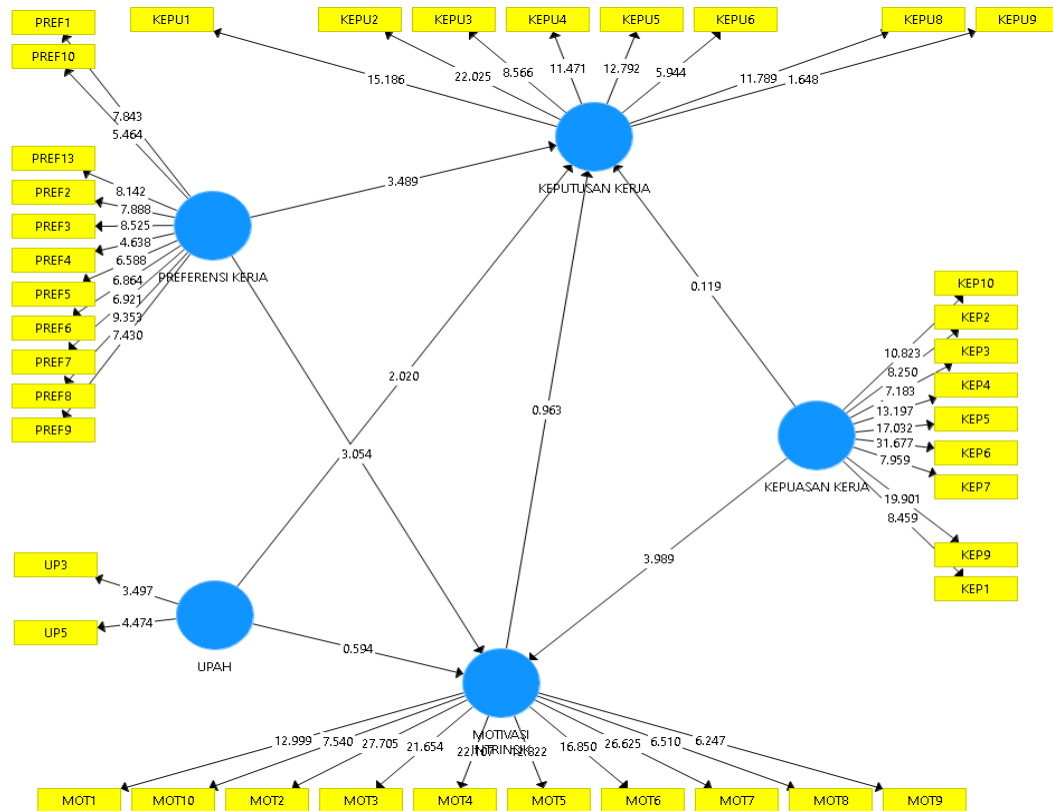 PREF1
KEPU1
KEPU2
KEPU3
KEPU4
KEPU5
KEPU6
KEPU8
KEPU9
PREF10
15.186
22.025
8.566
11.471
12.792
5.944
11.789
1.648
7.843
5.464
PREF13
8.142
PREF2
7.888
PREF3
8.525
PREF4
4.638
PREF5
6.588
PREF6
6.864
PREF7
6.921
PREF8
9.353
PREF9
7.430
PREFERENSI KERJA
3.489
KEPUTUSAN KERJA
0.119
2.020
0.963
3.054
KEP10
KEP2
KEP3
KEP4
KEP5
KEP6
KEP7
KEP9
KEP1
10.823
8.250
7.183
13.197
17.032
31.677
7.959
19.901
8.459
KEPUASAN KERJA
3.989
UP3
3.497
UP5
4.474
UPAH
0.594
MOTIVASI
INTRINSIK
12.999
7.540
27.705
21.654
16.850
26.625
6.510
6.247
MOT1
MOT10
MOT2
MOT3
MOT4
MOT5
MOT6
MOT7
MOT8
MOT9